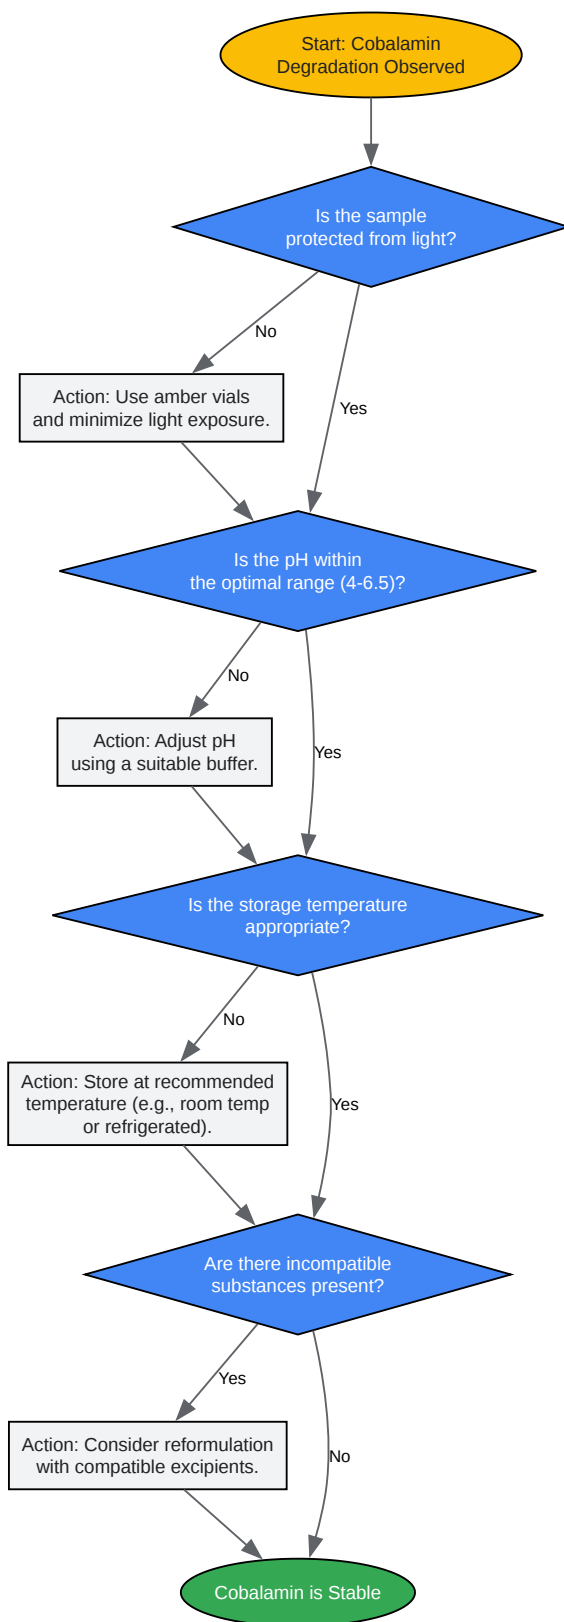 Start: Cobalamin
Degradation Observed
Is the sample
protected from light?
No
Yes
Action: Use amber vials
and minimize light exposure.
Is the pH within
the optimal range (4-6.5)?
No
Yes
Action: Adjust pH
using a suitable buffer.
Is the storage temperature
appropriate?
No
Yes
Action: Store at recommended
temperature (e.g., room temp
or refrigerated).
Are there incompatible
substances present?
Yes
No
Action: Consider reformulation
with compatible excipients.
Cobalamin is Stable